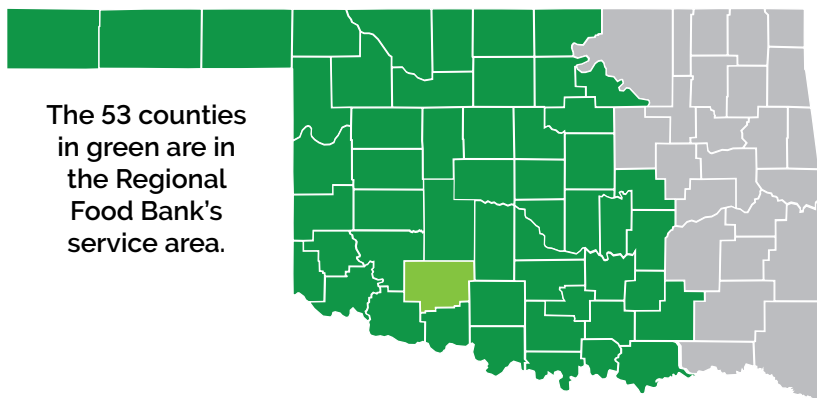 The 53 counties
in green are in
the Regional
Food Bank's
service area.